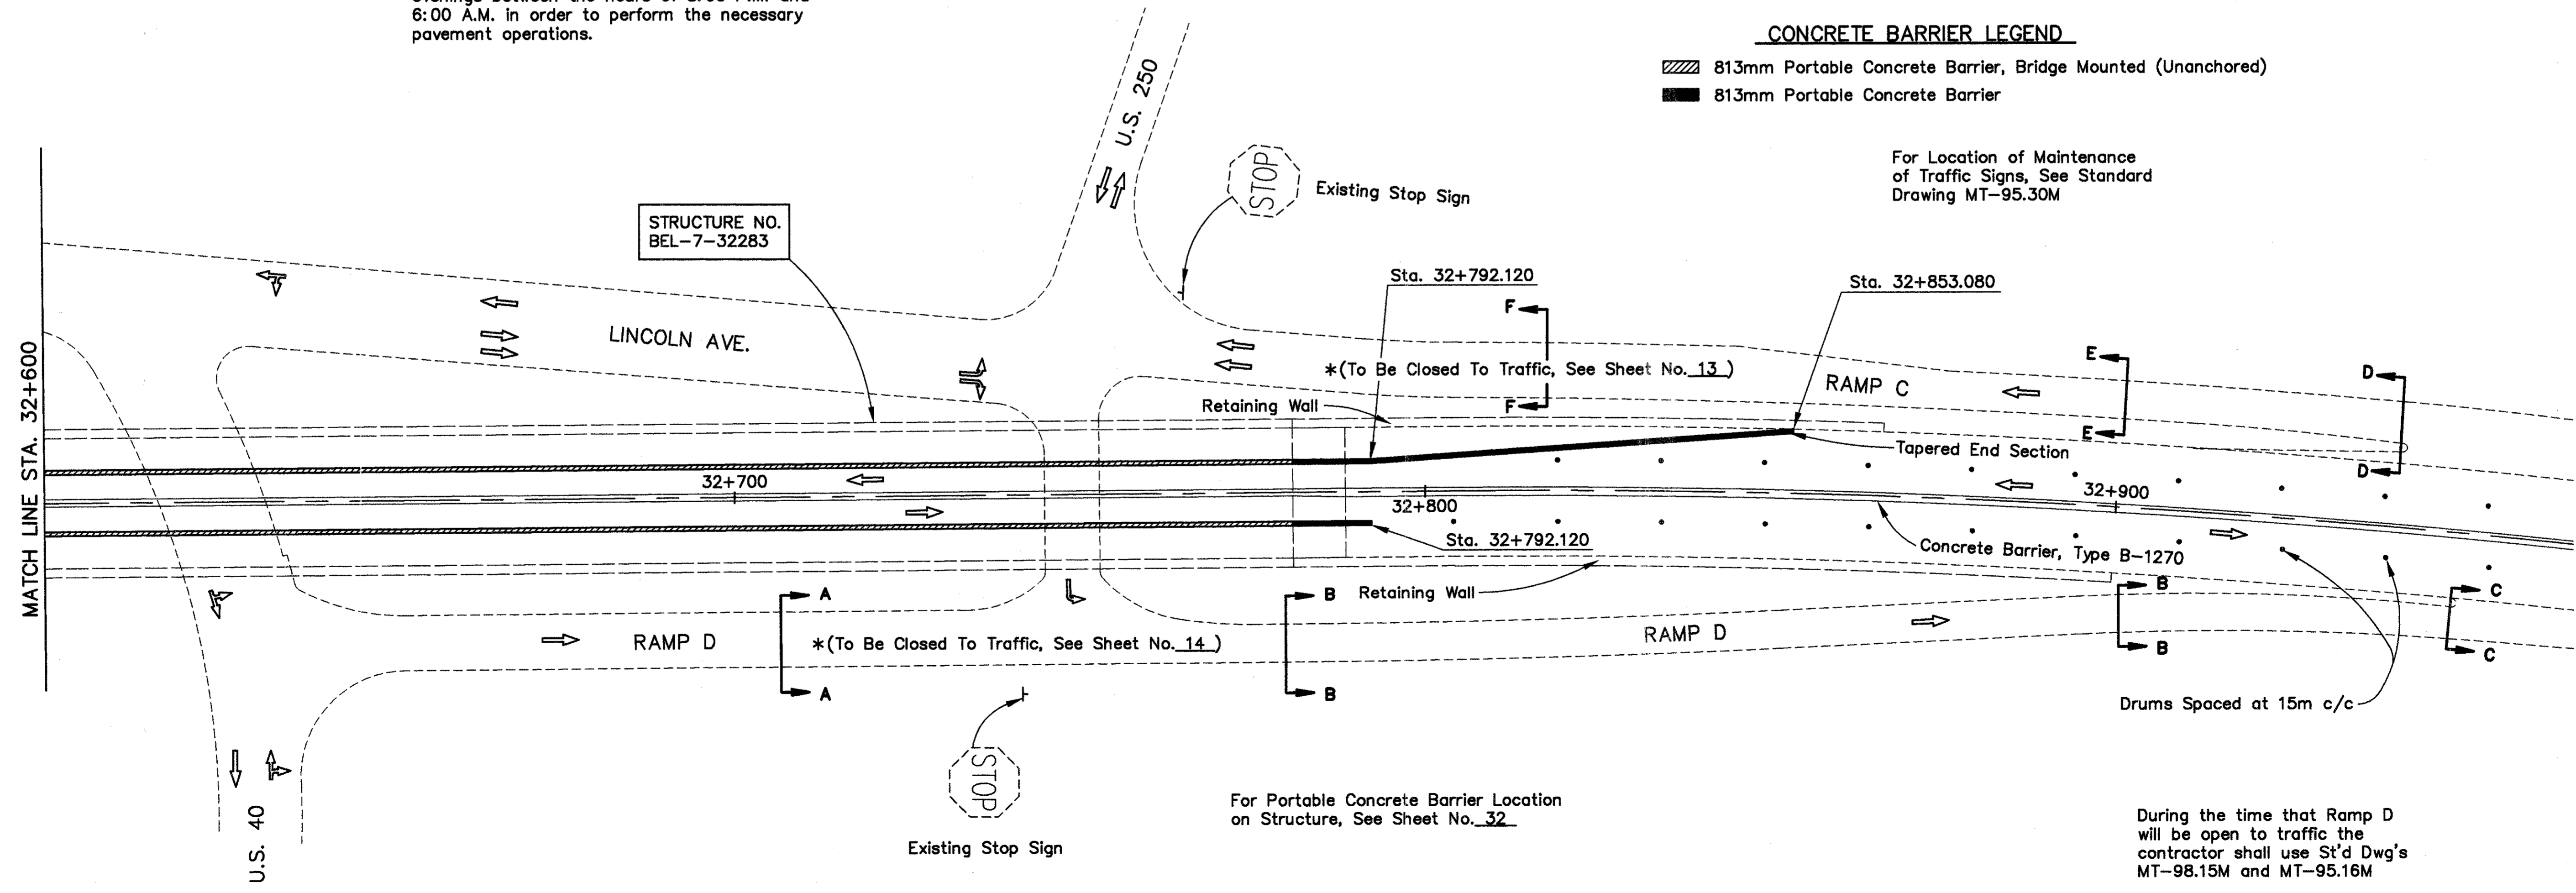 6:00 A.M. in order to perform the necessary
pavement operations.
CONCRETE BARRIER LEGEND
813mm Portable Concrete Barrier, Bridge Mounted (Unanchored)
813mm Portable Concrete Barrier
For Location of Maintenance
of Traffic Signs, See Standard
Drawing MT-95.30M
U.S. 250
STOP
Existing Stop Sign
STRUCTURE NO.
BEL-7-32283
Sta. 32+792.120
Sta. 32+853.080
MATCH LINE STA. 32+600
LINCOLN AVE.
F
*(To Be Closed To Traffic, See Sheet No. 13 )
F
Retaining Wall
RAMP C
E
E
D
D
Tapered End Section
32+700
32+800
32+900
Sta. 32+792.120
Concrete Barrier, Type B-1270
A
A
B
B
Retaining Wall
B
B
C
C
RAMP D
*(To Be Closed To Traffic, See Sheet No. 14 )
RAMP D
Drums Spaced at 15m c/c
STOP
Existing Stop Sign
U.S. 40
For Portable Concrete Barrier Location
on Structure, See Sheet No. 32
During the time that Ramp D
will be open to traffic the
contractor shall use St'd Dwg's
MT-98.15M and MT-95.16M